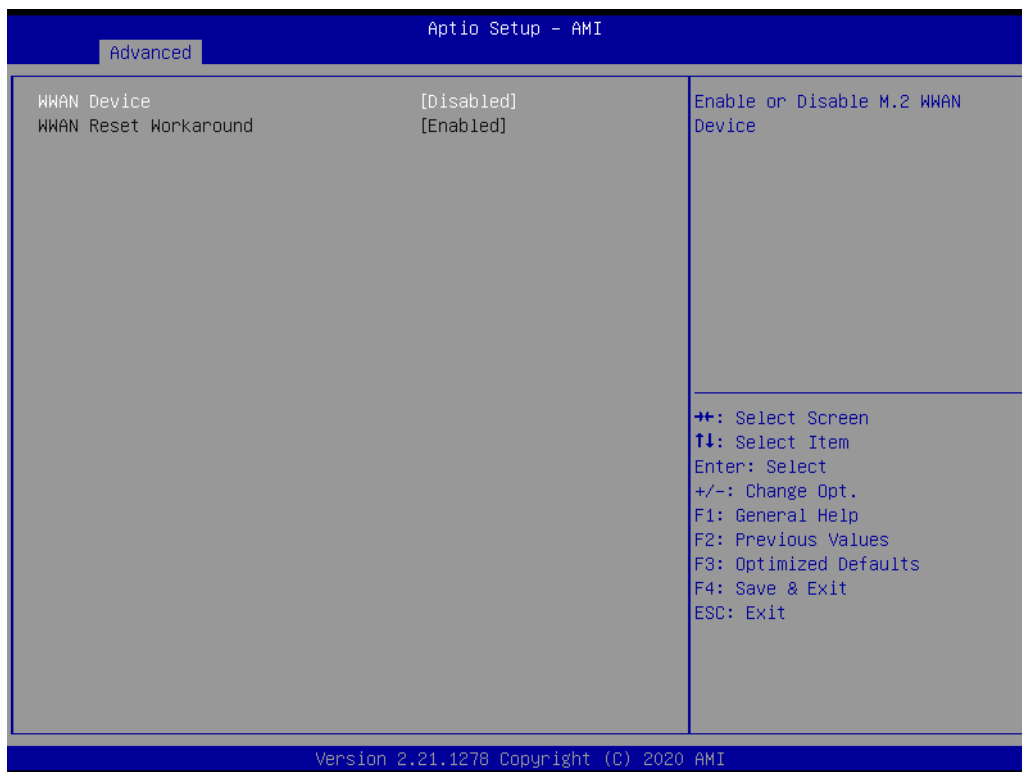 Aptio Setup – AMI
Advanced
WWAN Device [Disabled]
WWAN Reset Workaround [Enabled]
Enable or Disable M.2 WWAN
Device
→←: Select Screen
↑↓: Select Item
Enter: Select
+/-: Change Opt.
F1: General Help
F2: Previous Values
F3: Optimized Defaults
F4: Save & Exit
ESC: Exit
Version 2.21.1278 Copyright (C) 2020 AMI